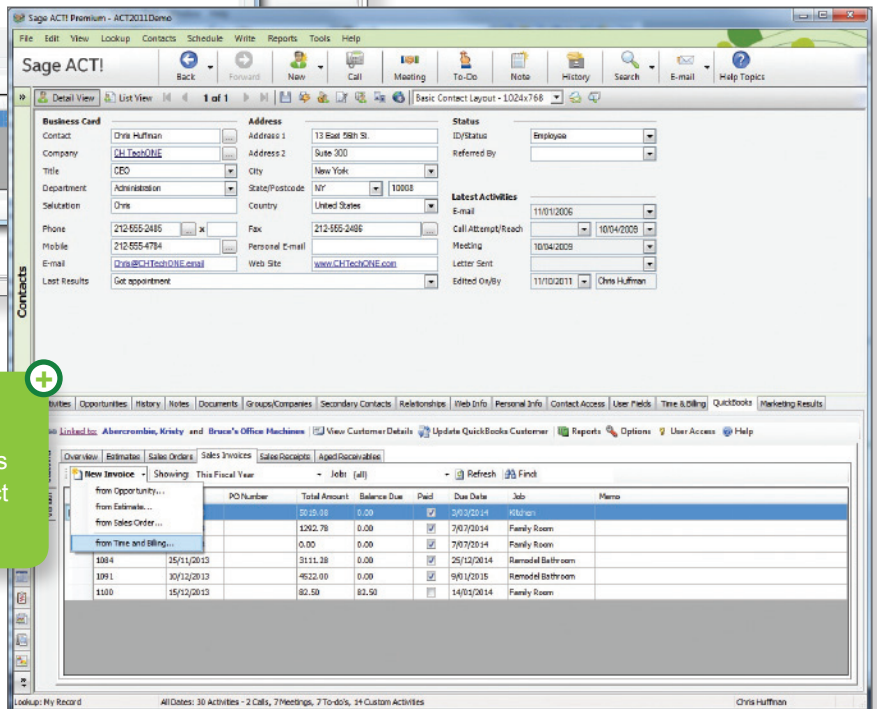 Sage ACT! Premium - ACT2011Demo
File Edit View Lookup Contacts Schedule Write Reports Tools Help
Sage ACT! Back Forward New Call Meeting To-Do Note History Search E-mail Help Topics
Detail View List View 1 of 1 Basic Contact Layout - 1024x768
Business Card Address Status
Contact Chris Huffman Address 1 13 East 56th St. ID/Status Employee
Company CH TechONE Address 2 Suite 300 Referred By
Title CEO City New York
Department Administration State/Postcode NY 10008
Latest Activities
Salutation Chris Country United States E-mail 11/01/2006
Phone 212-555-2485 x Fax 212-555-2486 Call Attempt/Reach 10/04/2009
Mobile 212-555-4784 Personal E-mail Meeting 10/04/2009
E-mail Chris@CHTechONE.email Web Site www.CHTechONE.com Letter Sent
Last Results Got appointment Edited On/By 11/10/2011 Chris Huffman
Contacts
Opportunities History Notes Documents Groups/Companies Secondary Contacts Relationships Web Info Personal Info Contact Access User Fields Time & Billing QuickBooks Marketing Results
Linked to: Abercrombie, Kristy and Bruce's Office Machines View Customer Details Update QuickBooks Customer Reports Options User Access Help
Overview Estimates Sales Orders Sales Invoices Sales Receipts Aged Receivables
New Invoice Showing: This Fiscal Year Job: (all) Refresh Find:
from Opportunity... PO Number Total Amount Balance Due Paid Due Date Job Memo
from Estimate... 5019.08 0.00 3/03/2014 Kitchen
from Sales Order... 1292.78 0.00 7/07/2014 Family Room
from Time and Billing... 0.00 0.00 7/07/2014 Family Room
1084 25/11/2013 3111.28 0.00 25/12/2014 Remodel Bathroom
1091 10/12/2013 4522.00 0.00 9/01/2015 Remodel Bathroom
1100 15/12/2013 82.50 82.50 14/01/2014 Family Room
Lookup: My Record All Dates: 30 Activities - 2 Calls, 7 Meetings, 7 To-do's, 14 Custom Activities Chris Huffman